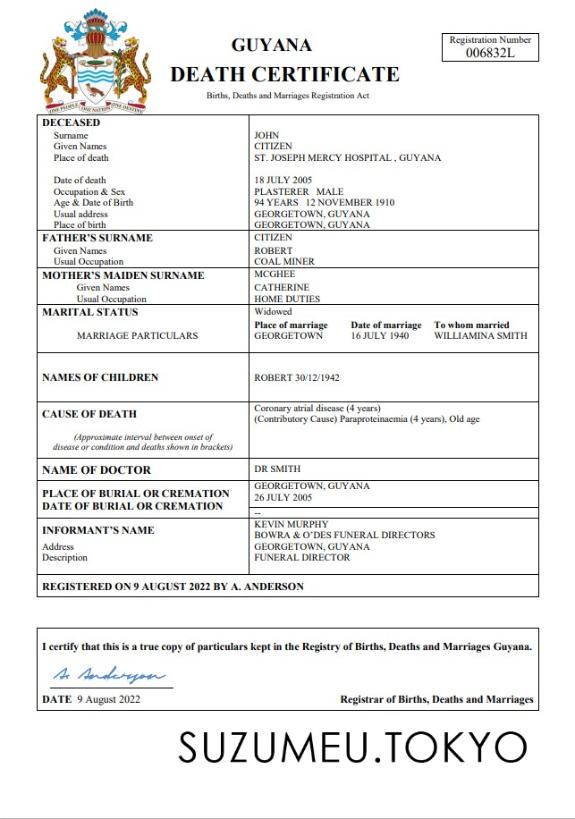 GUYANA
DEATH CERTIFICATE
Births, Deaths and Marriages Registration Act
Registration Number
006832L
ONE PEOPLE ONE NATION ONE DESTINY
DECEASED
Surname JOHN
Given Names CITIZEN
Place of death ST. JOSEPH MERCY HOSPITAL , GUYANA
Date of death 18 JULY 2005
Occupation & Sex PLASTERER MALE
Age & Date of Birth 94 YEARS 12 NOVEMBER 1910
Usual address GEORGETOWN, GUYANA
Place of birth GEORGETOWN, GUYANA
FATHER'S SURNAME CITIZEN
Given Names ROBERT
Usual Occupation COAL MINER
MOTHER'S MAIDEN SURNAME MCGHEE
Given Names CATHERINE
Usual Occupation HOME DUTIES
MARITAL STATUS Widowed
Place of marriage Date of marriage To whom married
MARRIAGE PARTICULARS GEORGETOWN 16 JULY 1940 WILLIAMINA SMITH
NAMES OF CHILDREN ROBERT 30/12/1942
CAUSE OF DEATH
Coronary atrial disease (4 years)
(Contributory Cause) Paraproteinaemia (4 years), Old age
(Approximate interval between onset of
disease or condition and deaths shown in brackets)
NAME OF DOCTOR DR SMITH
PLACE OF BURIAL OR CREMATION GEORGETOWN, GUYANA
DATE OF BURIAL OR CREMATION 26 JULY 2005
--
INFORMANT'S NAME KEVIN MURPHY
BOWRA & O'DES FUNERAL DIRECTORS
Address GEORGETOWN, GUYANA
Description FUNERAL DIRECTOR
REGISTERED ON 9 AUGUST 2022 BY A. ANDERSON
I certify that this is a true copy of particulars kept in the Registry of Births, Deaths and Marriages Guyana.
A. Anderson
DATE 9 August 2022 Registrar of Births, Deaths and Marriages
SUZUMEU.TOKYO